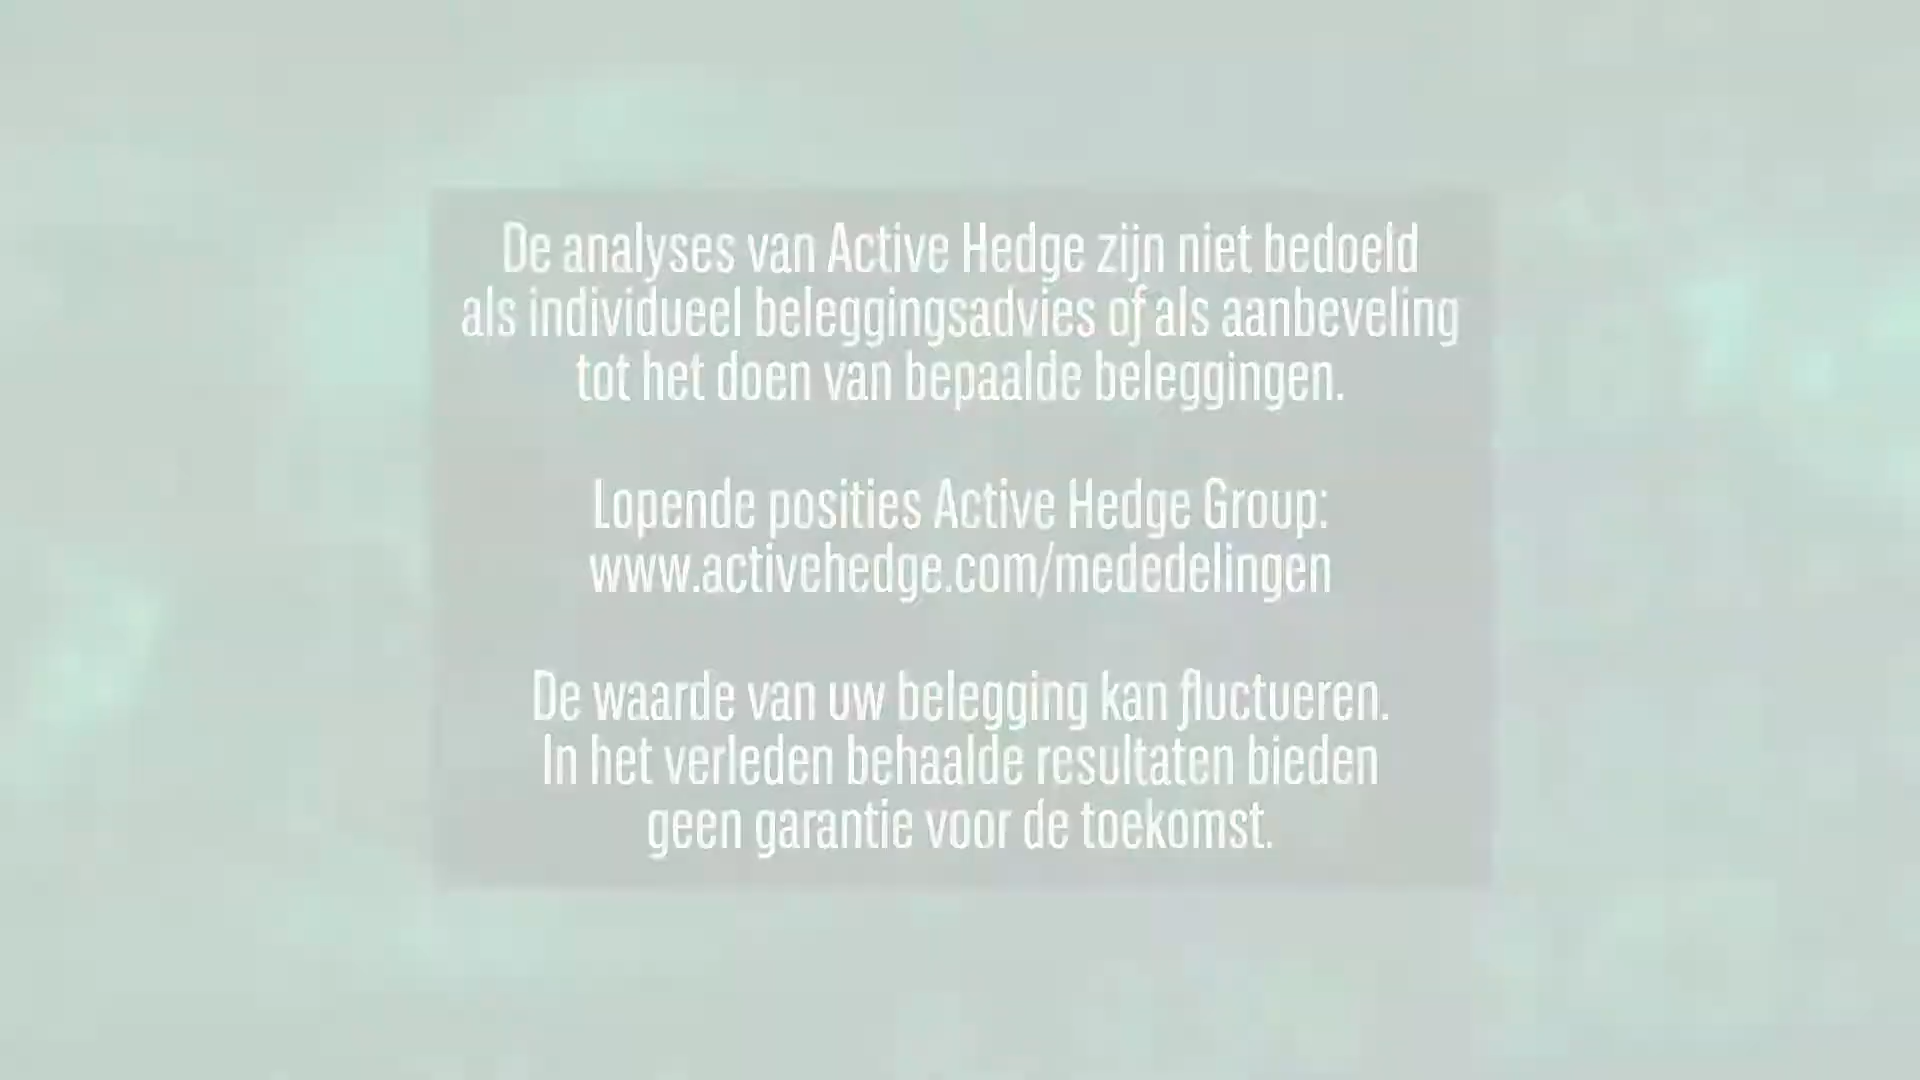 De analyses van Active Hedge zijn niet bedoeld
als individueel beleggingsadvies of als aanbeveling
tot het doen van bepaalde beleggingen.
Lopende posities Active Hedge Group:
www.activehedge.com/mededelingen
De waarde van uw belegging kan fluctueren.
In het verleden behaalde resultaten bieden
geen garantie voor de toekomst.